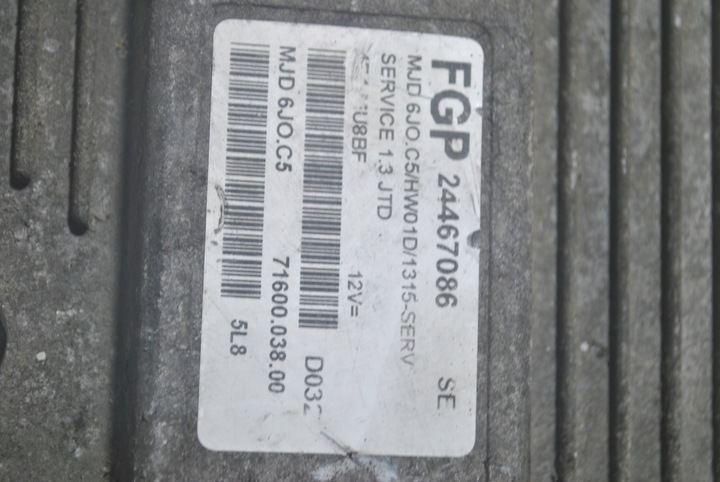 FGP 24467086 SE
MJD 6JO.C5/HW01D/1315-SERV
SERVICE 1.3 JTD
U8BF 12V=
D032
MJD 6JO.C5 71600.038.00
5L8